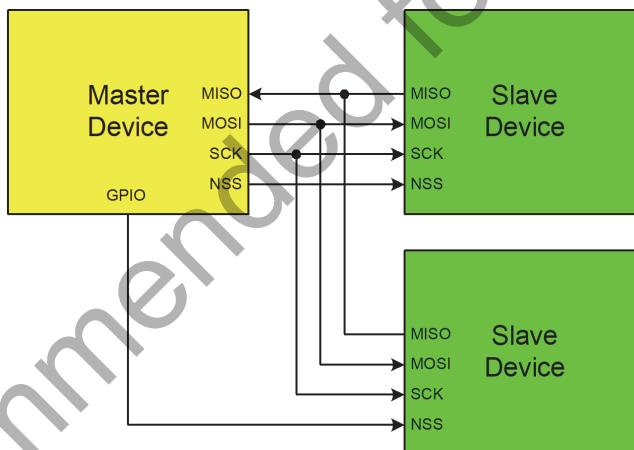 Master
Device
MISO
MOSI
SCK
NSS
GPIO
MISO
MOSI
SCK
NSS
Slave
Device
MISO
MOSI
SCK
NSS
Slave
Device